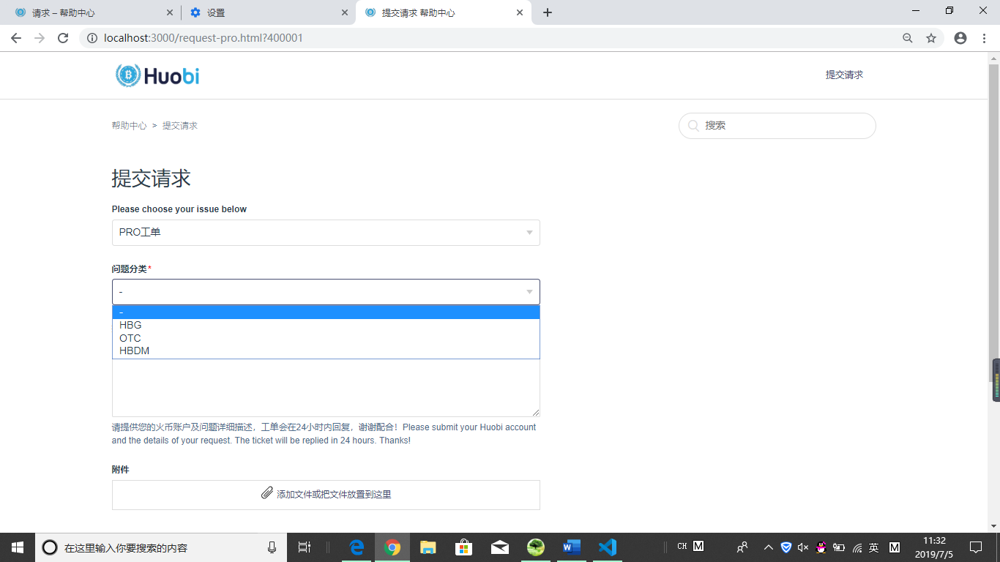 请求 – 帮助中心
设置
提交请求 帮助中心
localhost:3000/request-pro.html?400001
Huobi
提交请求
帮助中心 > 提交请求
搜索
提交请求
Please choose your issue below
PRO工单
问题分类*
-
-
HBG
OTC
HBDM
请提供您的火币账户及问题详细描述，工单会在24小时内回复，谢谢配合！Please submit your Huobi account
and the details of your request. The ticket will be replied in 24 hours. Thanks!
附件
添加文件或把文件放置到这里
在这里输入你要搜索的内容
CH M
英
M
11:32
2019/7/5